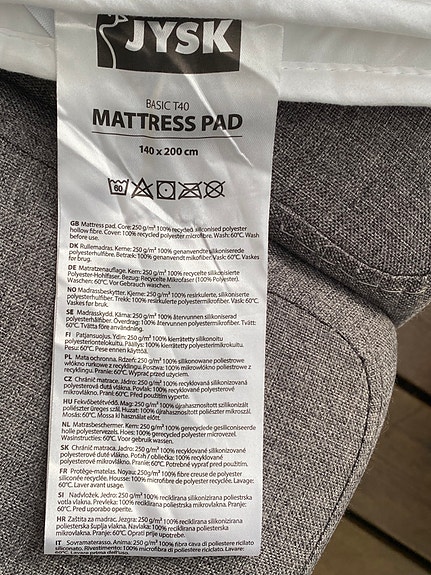 JYSK
BASIC T40
MATTRESS PAD
140 x 200 cm
60
GB Mattress pad. Core: 250 g/m² 100% recycled siliconised polyester
hollow fibre. Cover: 100% recycled polyester microfibre. Wash: 60°C. Wash
before use.
DK Rullemadras. Kerne: 250 g/m² 100% genanvendte silikoniserede
polyesterhulfibre. Betræk: 100% genanvendt mikrofiber. Vask: 60°C. Vaskes
før brug.
DE Matratzenauflage. Kern: 250 g/m² 100% recycelte silikonisierte
Polyester-Hohlfaser. Bezug: Recycelte Mikrofaser (100% Polyester).
Waschen: 60°C. Vor Gebrauch waschen.
NO Madrassbeskytter. Kjerne: 250 g/m² 100% resirkulerte, silikoniserte
polyesterhulfiber. Trekk: 100% resirkulert polyestermikrofiber. Vask: 60°C.
Vaskes før bruk.
SE Madrasskydd. Kärna: 250 g/m² 100% återvunnen silikoniserad
polyesterhålfiber. Överdrag: 100% återvunnen polyestermikrofiber. Tvätt:
60°C. Tvätta före användning.
FI Patjansuojus. Ydin: 250 g/m² 100% kierrätetty silikonoitu
polyesteriontelokuitu. Päällys: 100% kierrätetty polyesterimikrokuitu.
Pesu: 60°C. Pese ennen käyttöä.
PL Mata ochronna. Rdzeń: 250 g/m² 100% silikonowane poliestrowe
włókno rurkowe z recyklingu. Poszwa: 100% mikrowłókno poliestrowe z
recyklingu. Pranie: 60°C. Wyprać przed użyciem.
CZ Chránič matrace. Jádro: 250 g/m² 100% recyklovaná silikonizovaná
polyesterová dutá vlákna. Povlak: 100% recyklované polyesterové
mikrovlákno. Praní: 60°C. Před použitím vyperte.
HU Fekvőbetétvédő. Mag: 250 g/m² 100% újrahasznosított szilikonizált
poliészter üreges szál. Huzat: 100% újrahasznosított poliészter mikroszál.
Mosás: 60°C. Mossa ki használat előtt.
NL Matrasbeschermer. Kern: 250 g/m² 100% gerecyclede gesiliconiseerde
holle polyestervezels. Hoes: 100% gerecyclede polyester microvezel.
Wasinstructies: 60°C. Voor gebruik wassen.
SK Chránič matraca. Jadro: 250 g/m² 100% recyklované silikonizované
polyesterové duté vlákno. Poťah / obliečka: 100% recyklované
polyesterové mikrovlákno. Pranie: 60°C. Potrebné vyprať pred použitím.
FR Protège-matelas. Noyau: 250 g/m² 100% fibre creuse de polyester
siliconée recyclée. Housse: 100% microfibre de polyester recyclé. Lavage:
60°C. Laver avant usage.
SI Nadvložek. Jedro: 250 g/m² 100% reciklirana silikonizirana poliestrska
votla vlakna. Prevleka: 100% reciklirana poliestrska mikrovlakna. Pranje:
60°C. Pred uporabo operite.
HR Zaštita za madrac. Jezgra: 250 g/m² 100% reciklirana silikonizirana
poliesterska šuplja vlakna. Navlaka: 100% reciklirana poliesterska
mikrovlakna. Pranje: 60°C. Oprati prije upotrebe.
IT Sovramaterasso. Anima: 250 g/m² 100% fibra cava di poliestere riciclato
siliconato. Rivestimento: 100% microfibra di poliestere riciclato. Lavare: